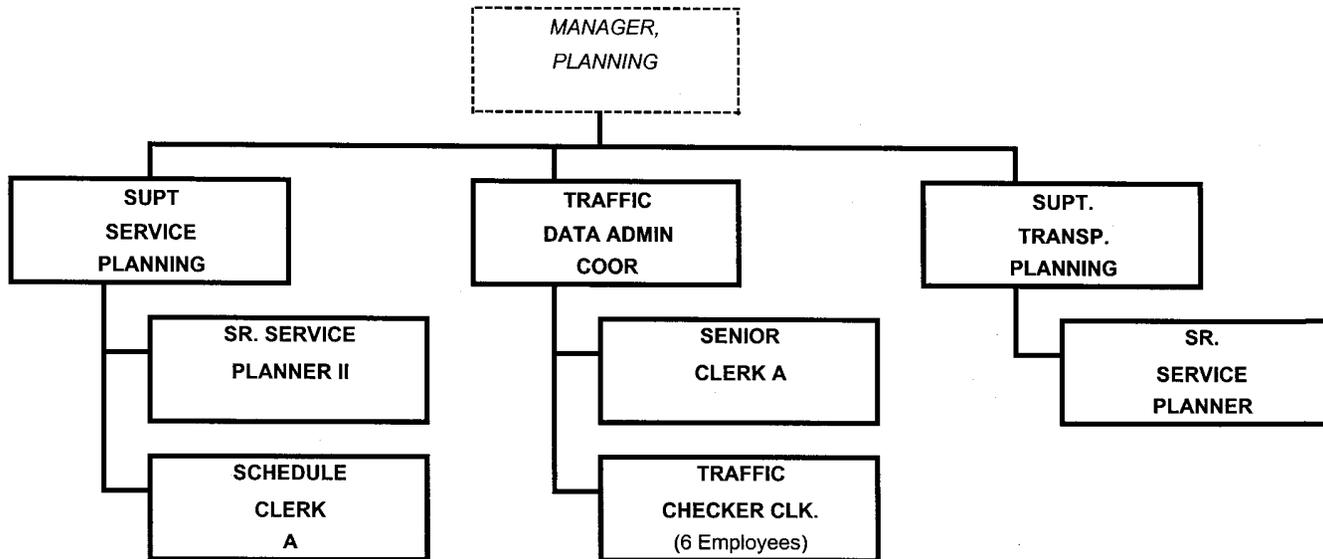 MANAGER,
PLANNING
SUPT
SERVICE
PLANNING
TRAFFIC
DATA ADMIN
COOR
SUPT.
TRANSP.
PLANNING
SR. SERVICE
PLANNER II
SENIOR
CLERK A
SR.
SERVICE
PLANNER
SCHEDULE
CLERK
A
TRAFFIC
CHECKER CLK.
(6 Employees)